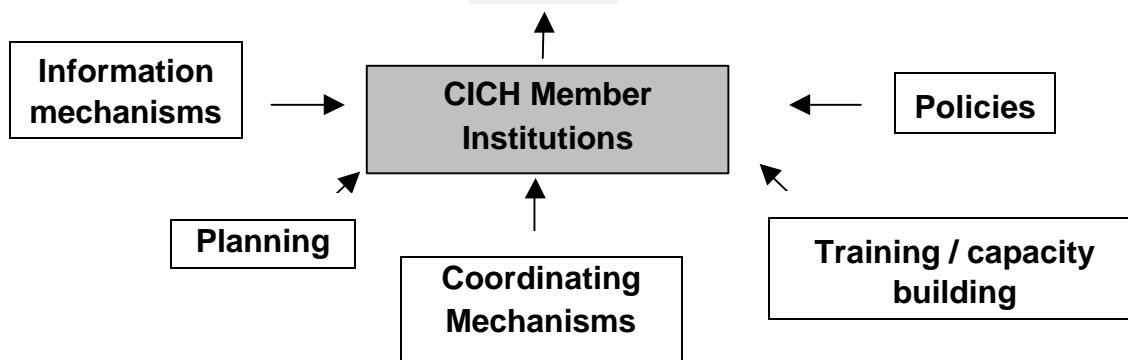 Information
mechanisms
CICH Member
Institutions
Policies
Planning
Coordinating
Mechanisms
Training / capacity
building